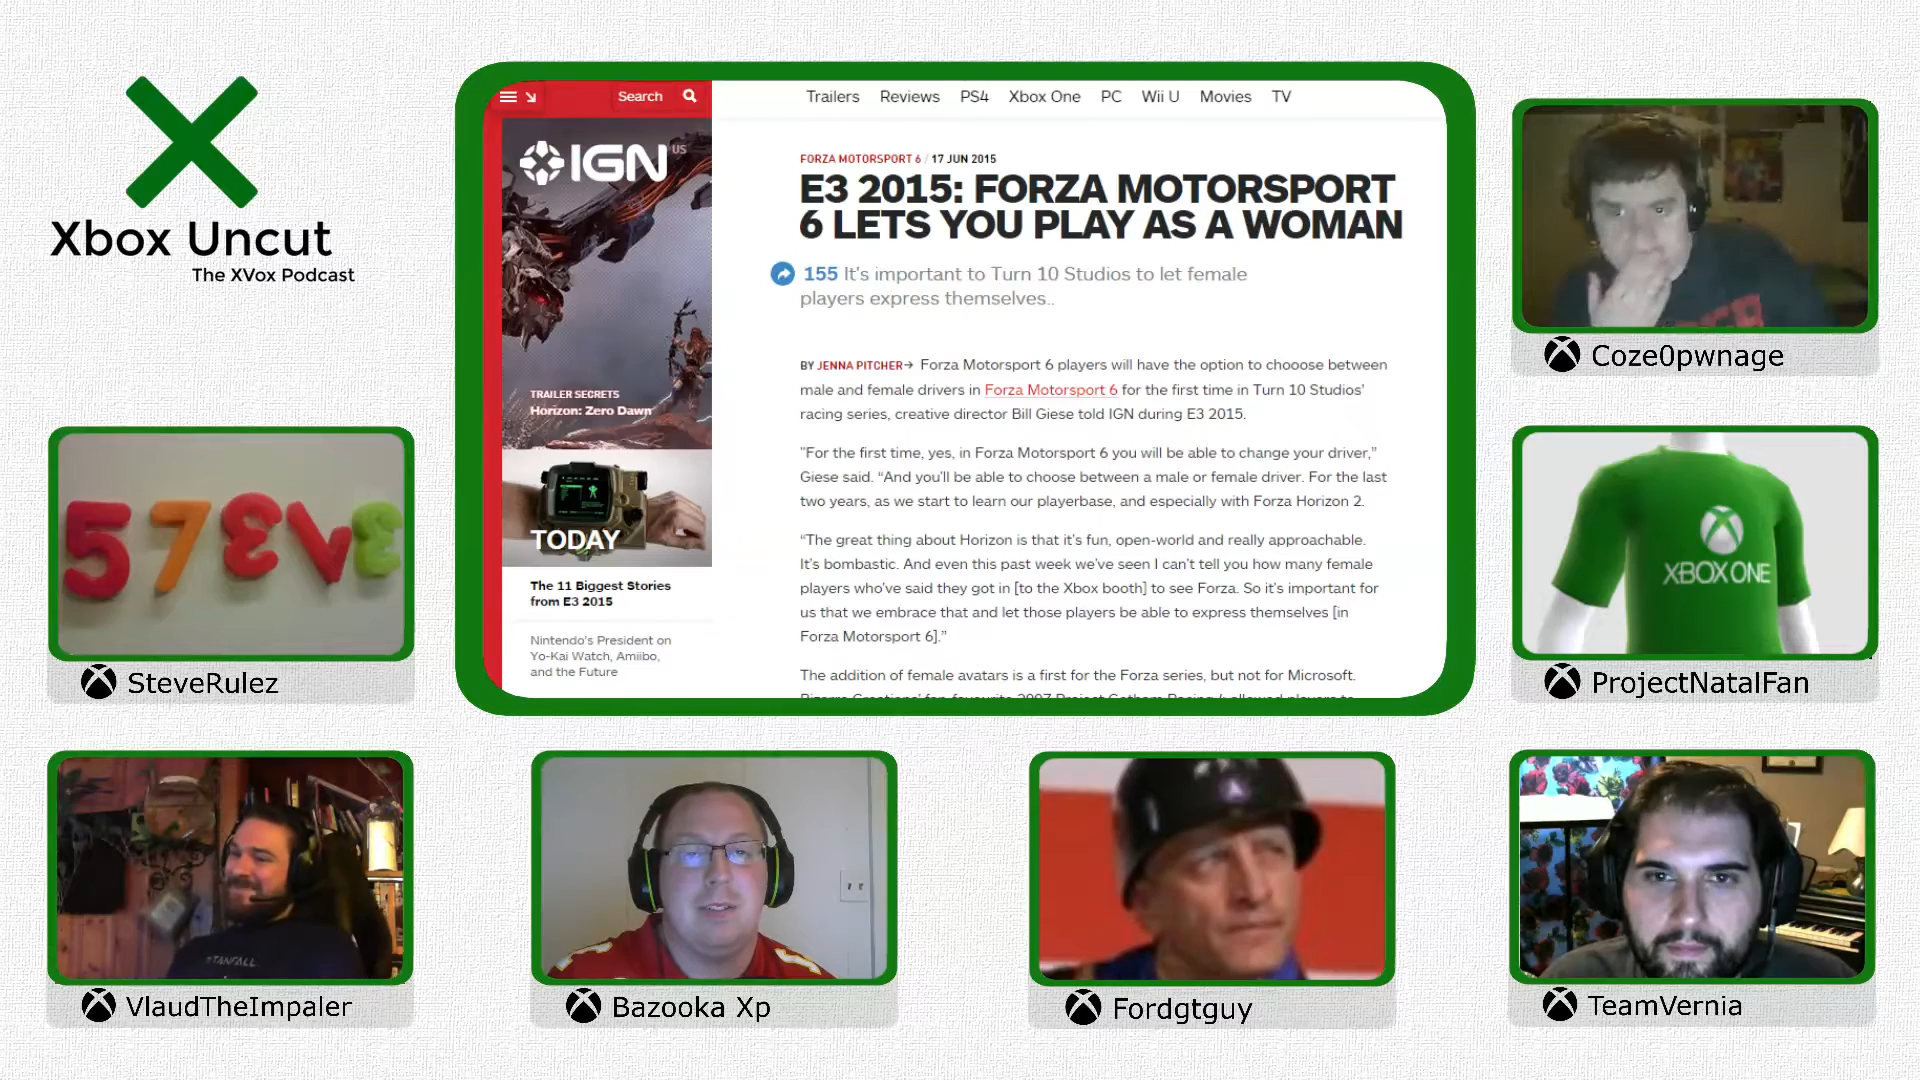 Xbox Uncut
The XVox Podcast
Search
Trailers Reviews PS4 Xbox One PC Wii U Movies TV
IGN US
TRAILER SECRETS
Horizon: Zero Dawn
TODAY
The 11 Biggest Stories
from E3 2015
Nintendo's President on
Yo-Kai Watch, Amiibo,
and the Future
FORZA MOTORSPORT 6 / 17 JUN 2015
E3 2015: FORZA MOTORSPORT
6 LETS YOU PLAY AS A WOMAN
155 It's important to Turn 10 Studios to let female
players express themselves..
BY JENNA PITCHER Forza Motorsport 6 players will have the option to chooose between
male and female drivers in Forza Motorsport 6 for the first time in Turn 10 Studios'
racing series, creative director Bill Giese told IGN during E3 2015.
"For the first time, yes, in Forza Motorsport 6 you will be able to change your driver,"
Giese said. "And you'll be able to choose between a male or female driver. For the last
two years, as we start to learn our playerbase, and especially with Forza Horizon 2.
"The great thing about Horizon is that it's fun, open-world and really approachable.
It's bombastic. And even this past week we've seen I can't tell you how many female
players who've said they got in [to the Xbox booth] to see Forza. So it's important for
us that we embrace that and let those players be able to express themselves [in
Forza Motorsport 6]."
The addition of female avatars is a first for the Forza series, but not for Microsoft.
Coze0pwnage
57EVE
SteveRulez
XBOX ONE
ProjectNatalFan
TANFALL
VlaudTheImpaler
Bazooka Xp
Fordgtguy
TeamVernia